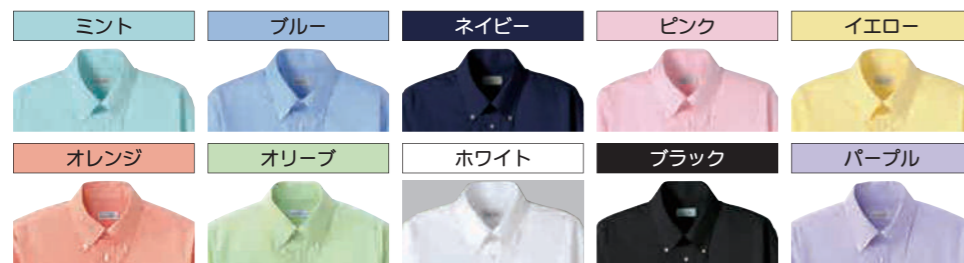 ミント
ブルー
ネイビー
ピンク
イエロー
オレンジ
オリーブ
ホワイト
ブラック
パープル